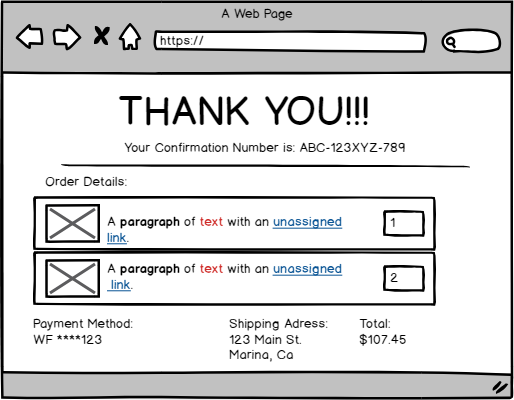 A Web Page
https://
THANK YOU!!!
Your Confirmation Number is: ABC-123XYZ-789
Order Details:
A paragraph of text with an unassigned
link.
1
A paragraph of text with an unassigned
link.
2
Payment Method:
WF ****123
Shipping Adress:
123 Main St.
Marina, Ca
Total:
$107.45